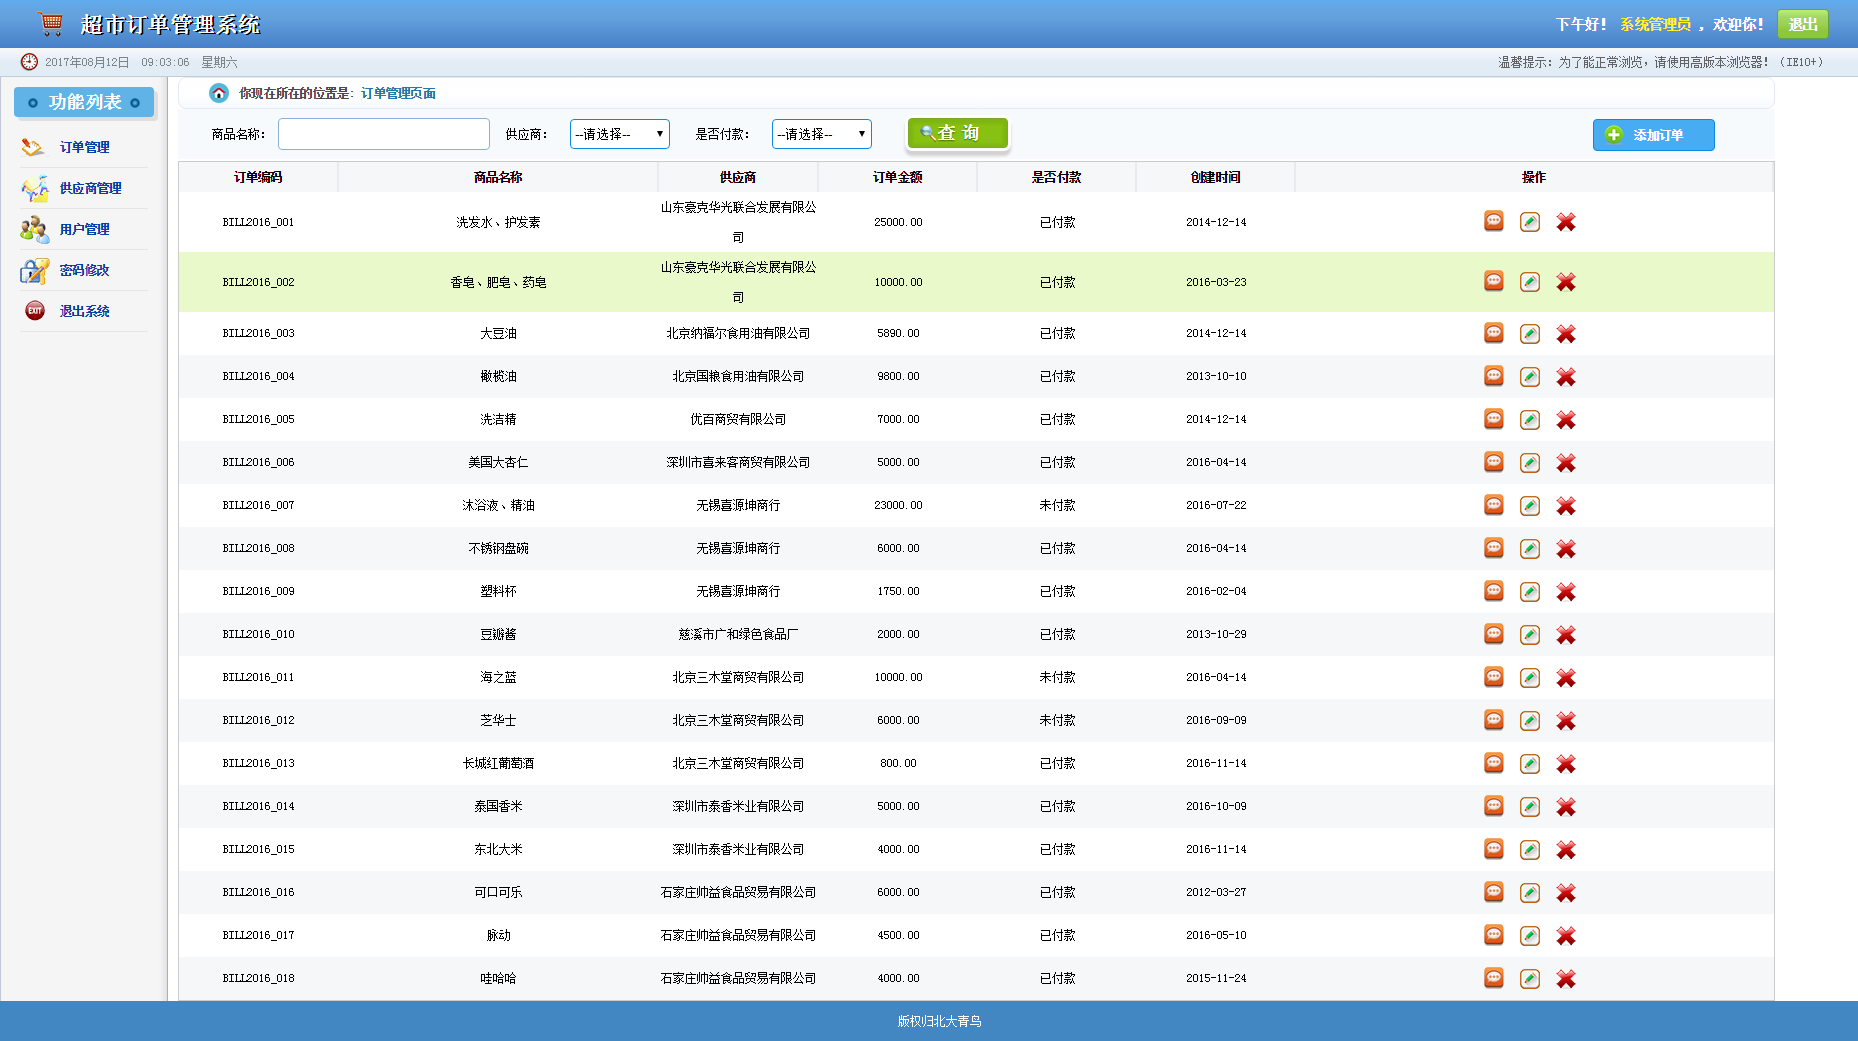 超市订单管理系统
下午好! 系统管理员 ，欢迎你! 退出
2017年08月12日 09:03:06 星期六
温馨提示：为了能正常浏览，请使用高版本浏览器！（IE10+）
功能列表
订单管理
供应商管理
用户管理
密码修改
EXIT 退出系统
你现在所在的位置是: 订单管理页面
商品名称： 供应商： --请选择-- 是否付款： --请选择-- 查 询 添加订单
订单编码 商品名称 供应商 订单金额 是否付款 创建时间 操作
BILL2016_001 洗发水、护发素 山东豪克华光联合发展有限公司 25000.00 已付款 2014-12-14
BILL2016_002 香皂、肥皂、药皂 山东豪克华光联合发展有限公司 10000.00 已付款 2016-03-23
BILL2016_003 大豆油 北京纳福尔食用油有限公司 5890.00 已付款 2014-12-14
BILL2016_004 橄榄油 北京国粮食用油有限公司 9800.00 已付款 2013-10-10
BILL2016_005 洗洁精 优百商贸有限公司 7000.00 已付款 2014-12-14
BILL2016_006 美国大杏仁 深圳市喜来客商贸有限公司 5000.00 已付款 2016-04-14
BILL2016_007 沐浴液、精油 无锡喜源坤商行 23000.00 未付款 2016-07-22
BILL2016_008 不锈钢盘碗 无锡喜源坤商行 6000.00 已付款 2016-04-14
BILL2016_009 塑料杯 无锡喜源坤商行 1750.00 已付款 2016-02-04
BILL2016_010 豆瓣酱 慈溪市广和绿色食品厂 2000.00 已付款 2013-10-29
BILL2016_011 海之蓝 北京三木堂商贸有限公司 10000.00 未付款 2016-04-14
BILL2016_012 芝华士 北京三木堂商贸有限公司 6000.00 未付款 2016-09-09
BILL2016_013 长城红葡萄酒 北京三木堂商贸有限公司 800.00 已付款 2016-11-14
BILL2016_014 泰国香米 深圳市泰香米业有限公司 5000.00 已付款 2016-10-09
BILL2016_015 东北大米 深圳市泰香米业有限公司 4000.00 已付款 2016-11-14
BILL2016_016 可口可乐 石家庄帅益食品贸易有限公司 6000.00 已付款 2012-03-27
BILL2016_017 脉动 石家庄帅益食品贸易有限公司 4500.00 已付款 2016-05-10
BILL2016_018 哇哈哈 石家庄帅益食品贸易有限公司 4000.00 已付款 2015-11-24
版权归北大青鸟